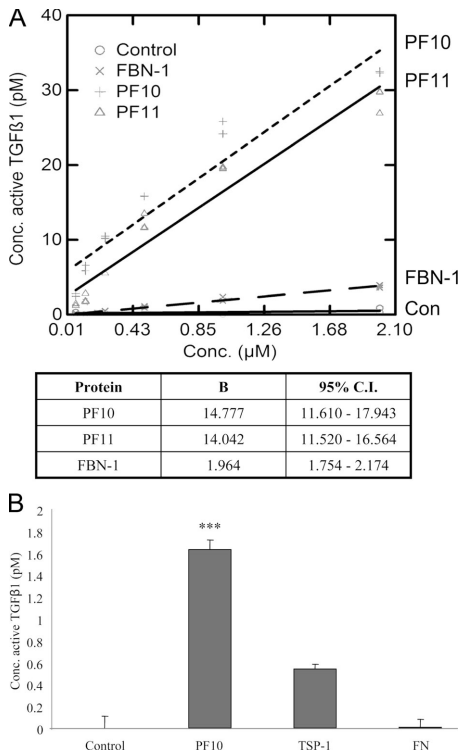 A
Conc. active TGFß1 (pM)
40
30
20
10
0
Control
FBN-1
PF10
PF11
PF10
PF11
FBN-1
Con
0.01 0.43 0.85 1.26 1.68 2.10
Conc. (µM)
Protein B 95% C.I.
PF10 14.777 11.610 - 17.943
PF11 14.042 11.520 - 16.564
FBN-1 1.964 1.754 - 2.174
B
Conc. active TGFβ1 (pM)
2
1.8
1.6
1.4
1.2
1
0.8
0.6
0.4
0.2
0
***
Control PF10 TSP-1 FN